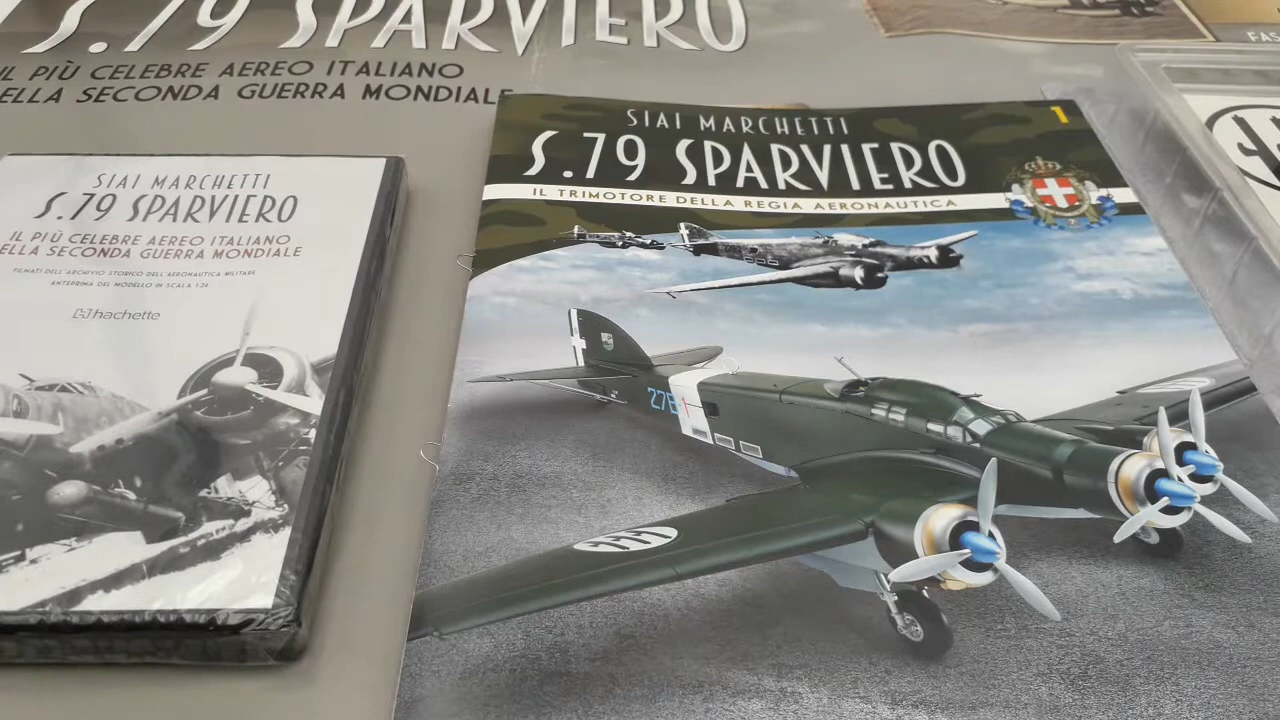 S.79 SPARVIERO
IL PIÙ CELEBRE AEREO ITALIANO
ELLA SECONDA GUERRA MONDIALE
FAS
SIAI MARCHETTI
S.79 SPARVIERO
IL PIÙ CELEBRE AEREO ITALIANO
ELLA SECONDA GUERRA MONDIALE
FILMATI DELL'ARCHIVIO STORICO DELL'AERONAUTICA MILITARE
ANTEPRIMA DEL MODELLO IN SCALA 1:24
hachette
1
SIAI MARCHETTI
S.79 SPARVIERO
IL TRIMOTORE DELLA REGIA AERONAUTICA
278